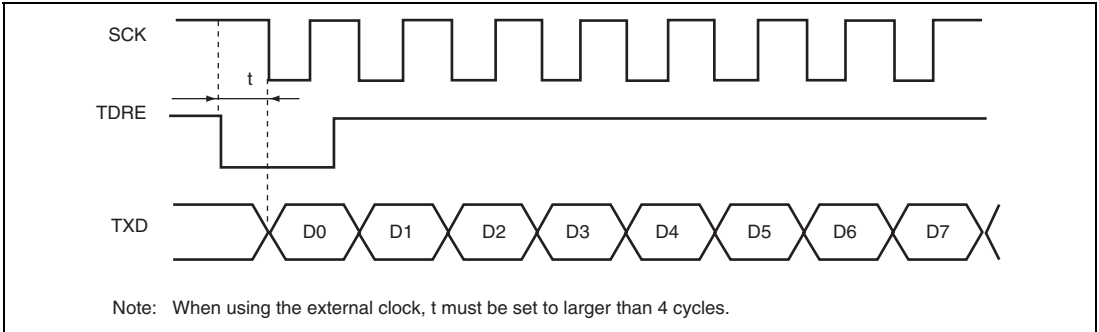 SCK
t
TDRE
TXD D0 D1 D2 D3 D4 D5 D6 D7
Note: When using the external clock, t must be set to larger than 4 cycles.